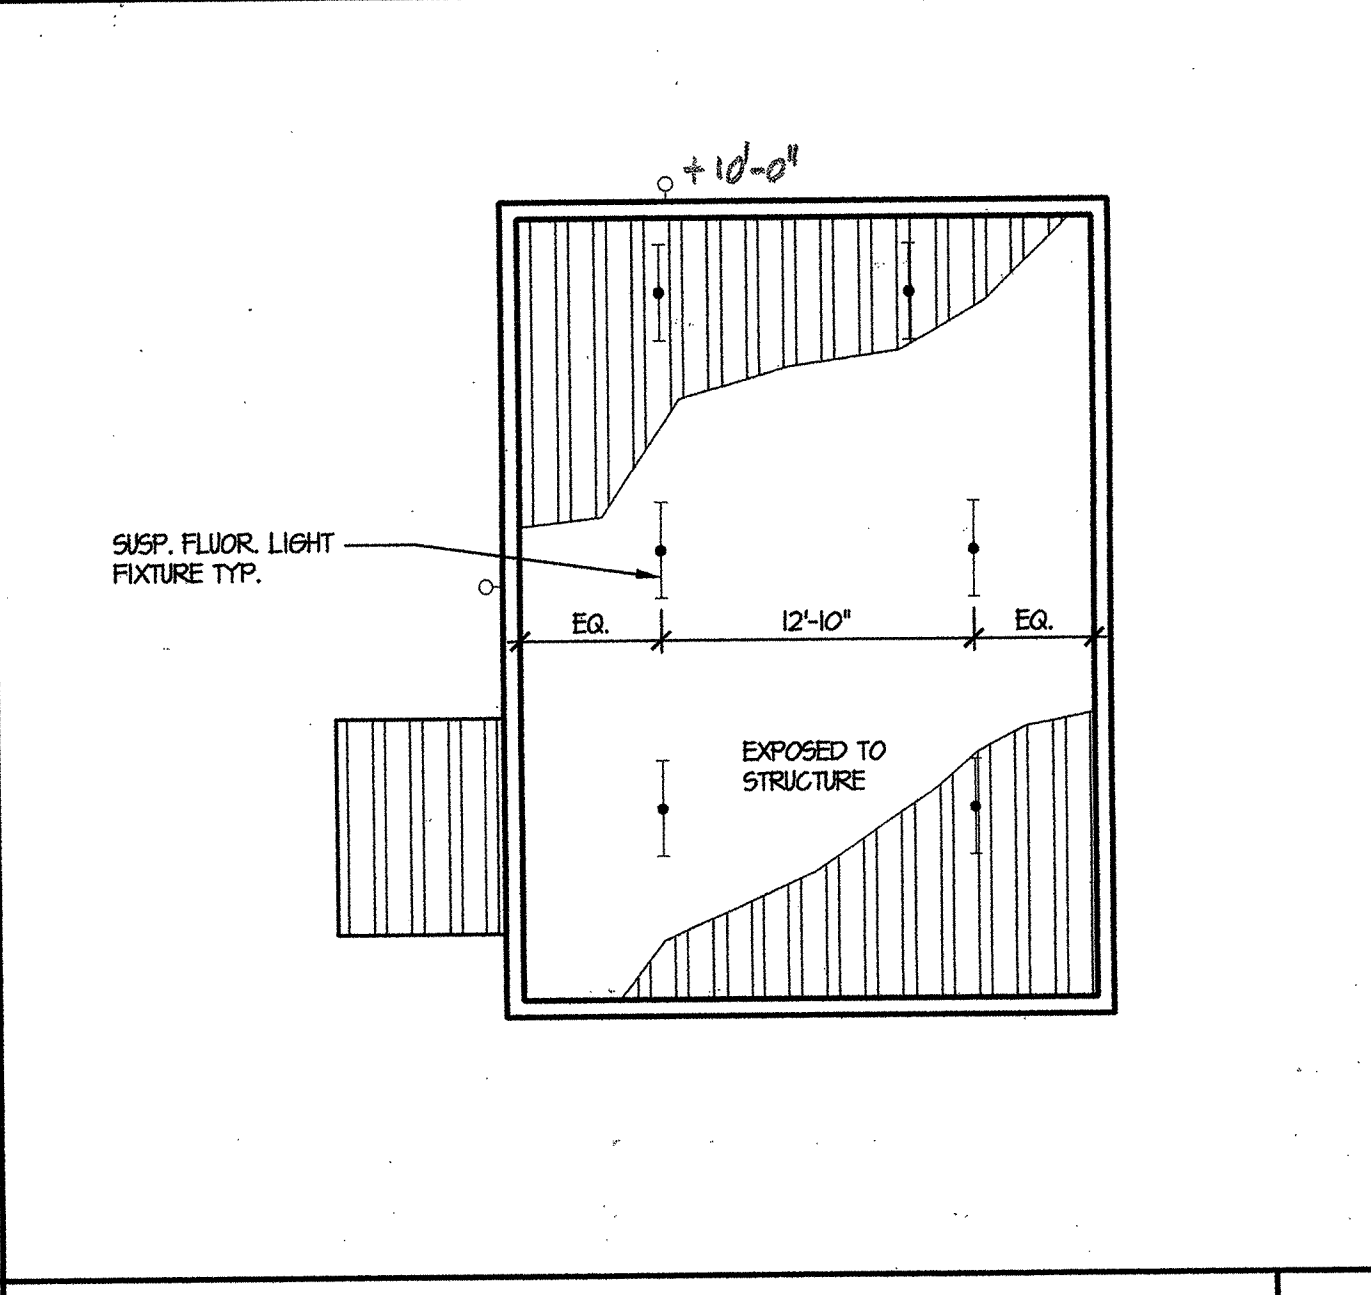 + 10'-0"
SUSP. FLUOR. LIGHT
FIXTURE TYP.
EQ.
12'-10"
EQ.
EXPOSED TO
STRUCTURE